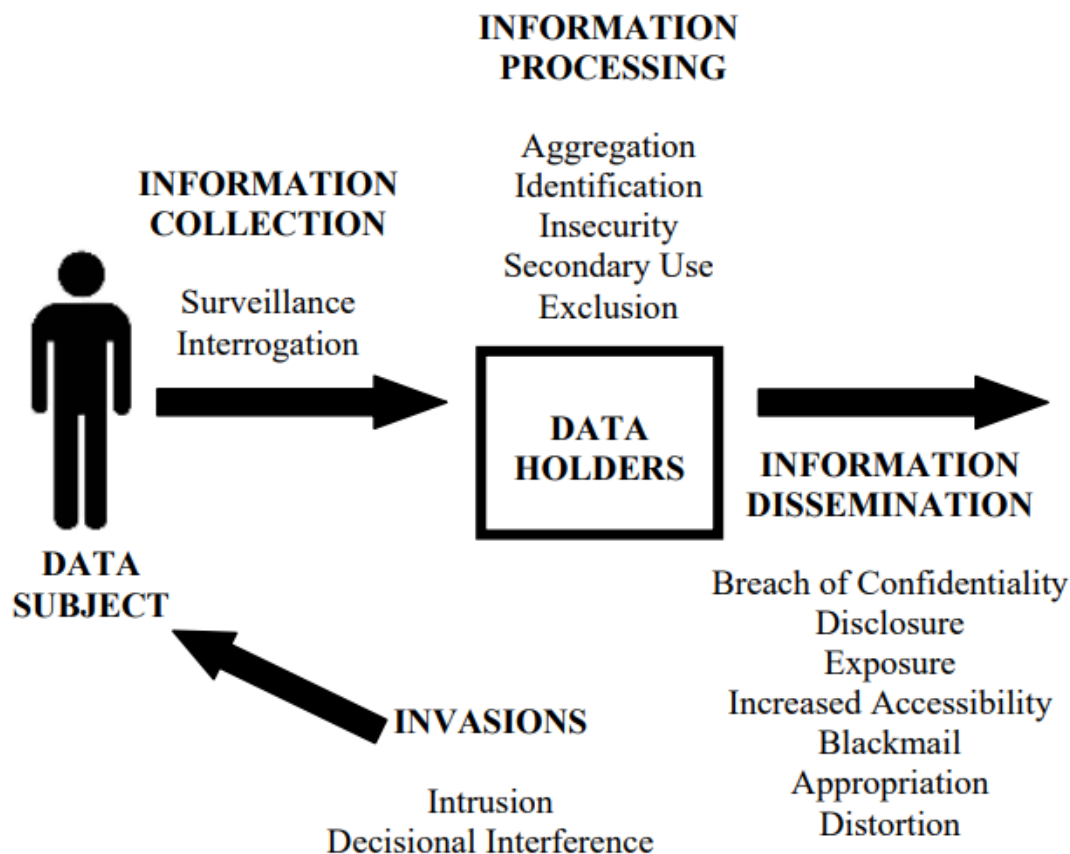 INFORMATION
PROCESSING
Aggregation
Identification
Insecurity
Secondary Use
Exclusion
INFORMATION
COLLECTION
Surveillance
Interrogation
DATA
HOLDERS
INFORMATION
DISSEMINATION
Breach of Confidentiality
Disclosure
Exposure
Increased Accessibility
Blackmail
Appropriation
Distortion
DATA
SUBJECT
INVASIONS
Intrusion
Decisional Interference